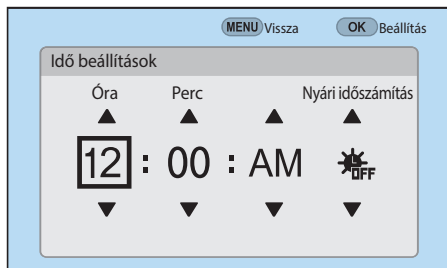 MENU Vissza OK Beállítás
Idő beállítások
Óra Perc Nyári időszámítás
12 : 00 : AM OFF